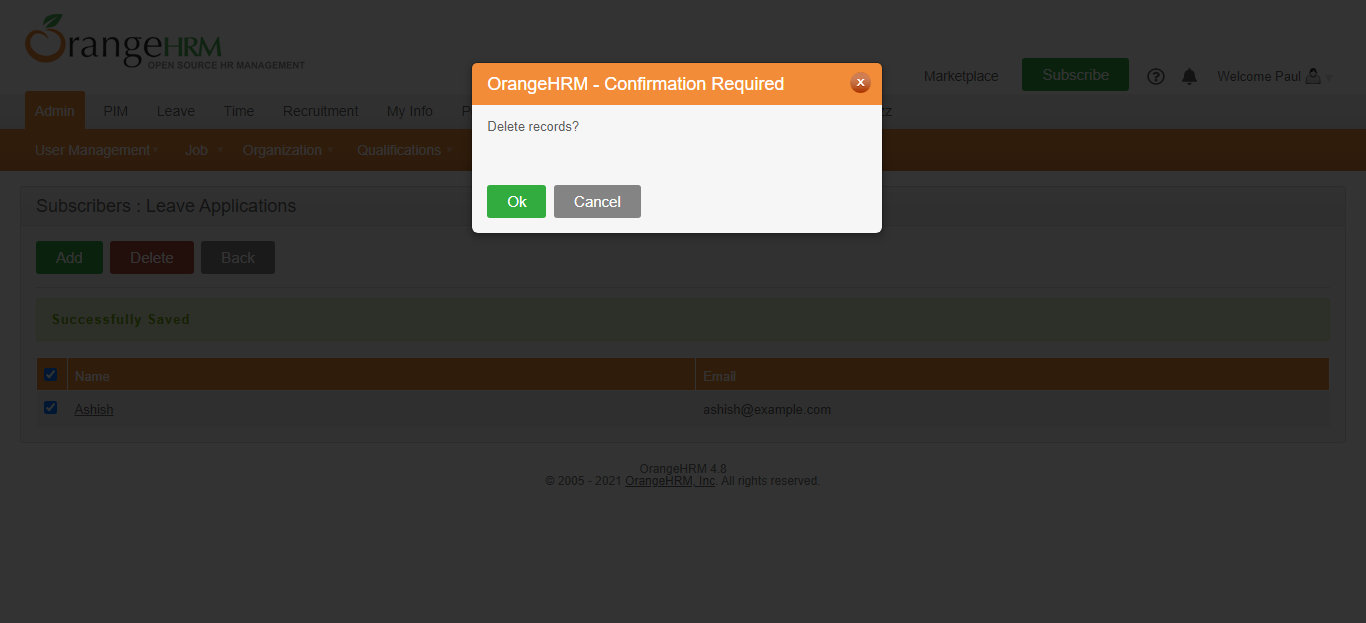 OrangeHRM
OPEN SOURCE HR MANAGEMENT
Marketplace
Subscribe
Welcome Paul
Admin
PIM
Leave
Time
Recruitment
My Info
User Management
Job
Organization
Qualifications
OrangeHRM - Confirmation Required
Delete records?
Ok
Cancel
Subscribers : Leave Applications
Add
Delete
Back
Successfully Saved
Name
Email
Ashish
ashish@example.com
OrangeHRM 4.8
© 2005 - 2021 OrangeHRM, Inc. All rights reserved.